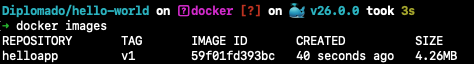 Diplomado/hello-world on docker [?] on 🐳 v26.0.0 took 3s
→ docker images
REPOSITORY TAG IMAGE ID CREATED SIZE
helloapp v1 59f01fd393bc 40 seconds ago 4.26MB